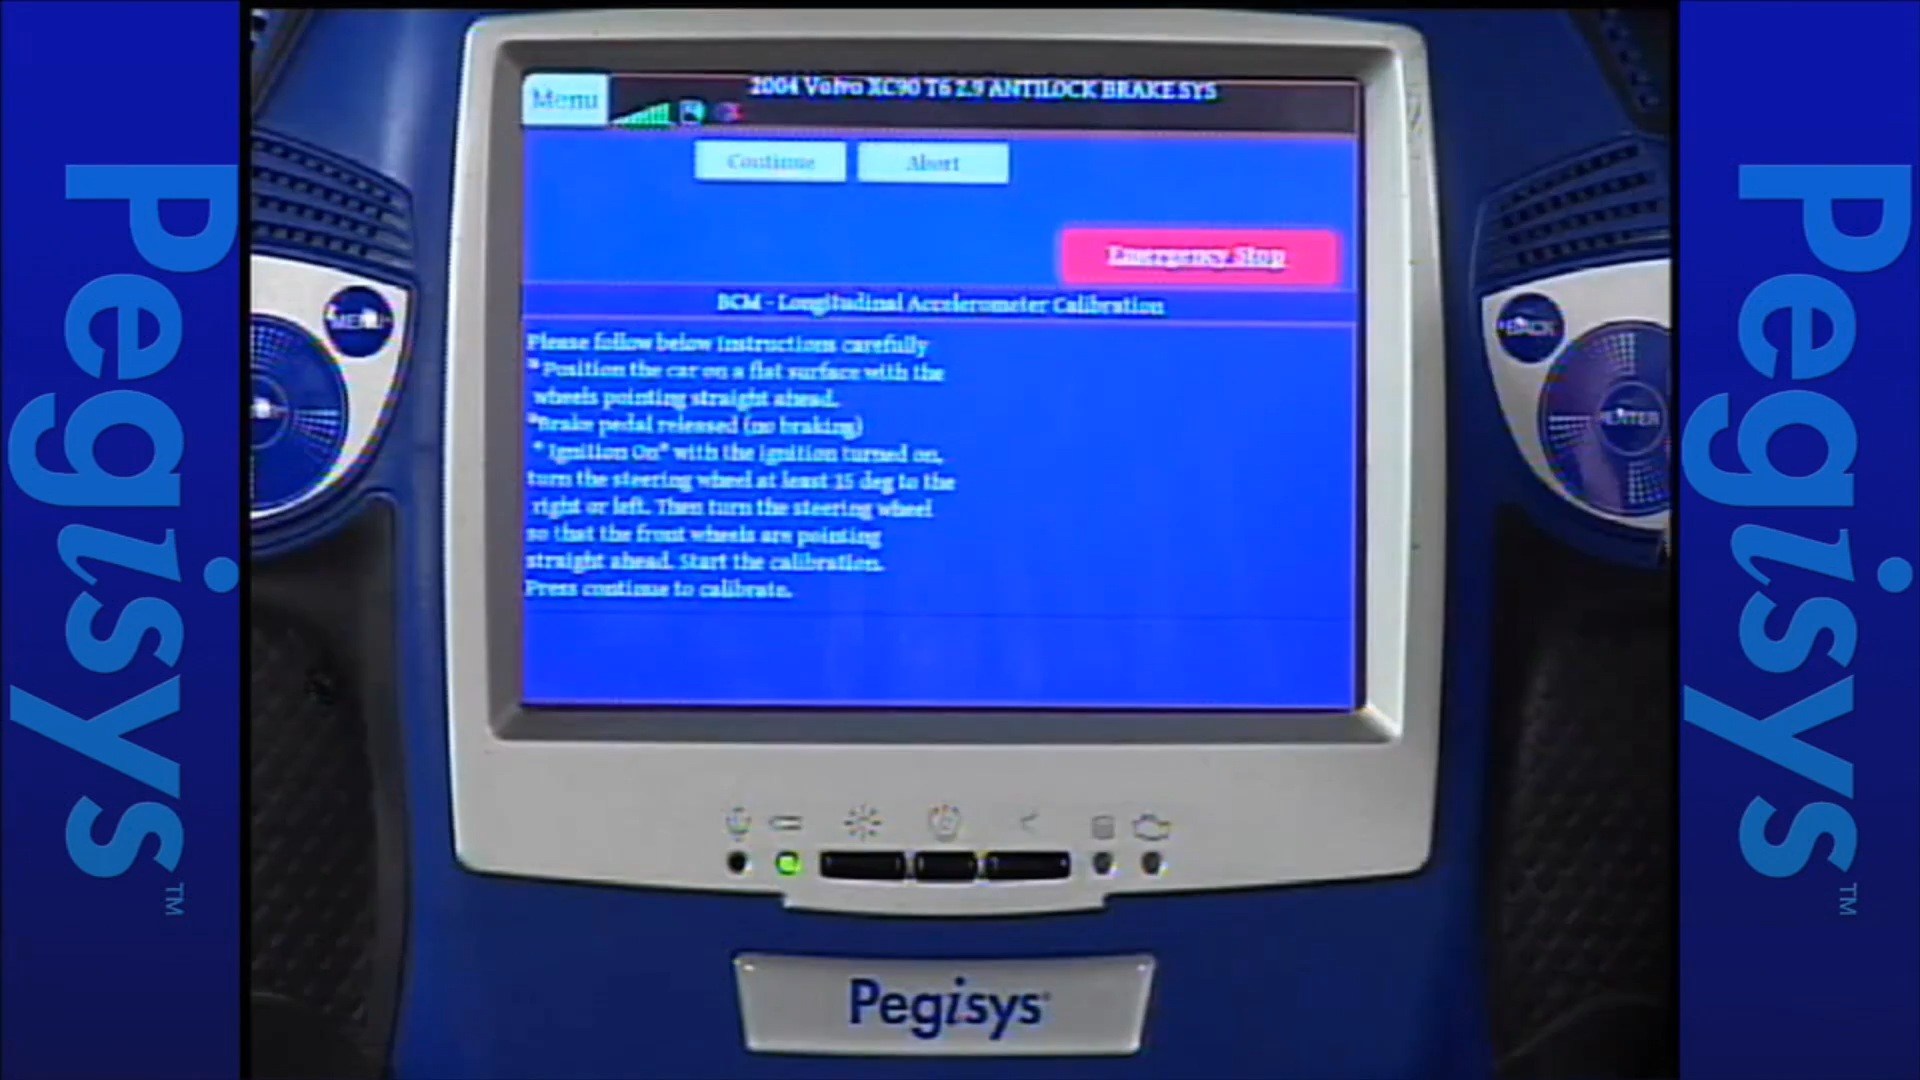 Pegisys™
2004 Volvo XC90 T6 2.9 ANTILOCK BRAKE SYS
Menu
Continue
Abort
Emergency Stop
BCM - Longitudinal Accelerometer Calibration
Please follow below instructions carefully
* Position the car on a flat surface with the
wheels pointing straight ahead.
*Brake pedal released (no braking)
* Ignition On* with the ignition turned on,
turn the steering wheel at least 15 deg to the
right or left. Then turn the steering wheel
so that the front wheels are pointing
straight ahead. Start the calibration.
Press continue to calibrate.
MENU
BACK
ENTER
Pegisys
Pegisys™